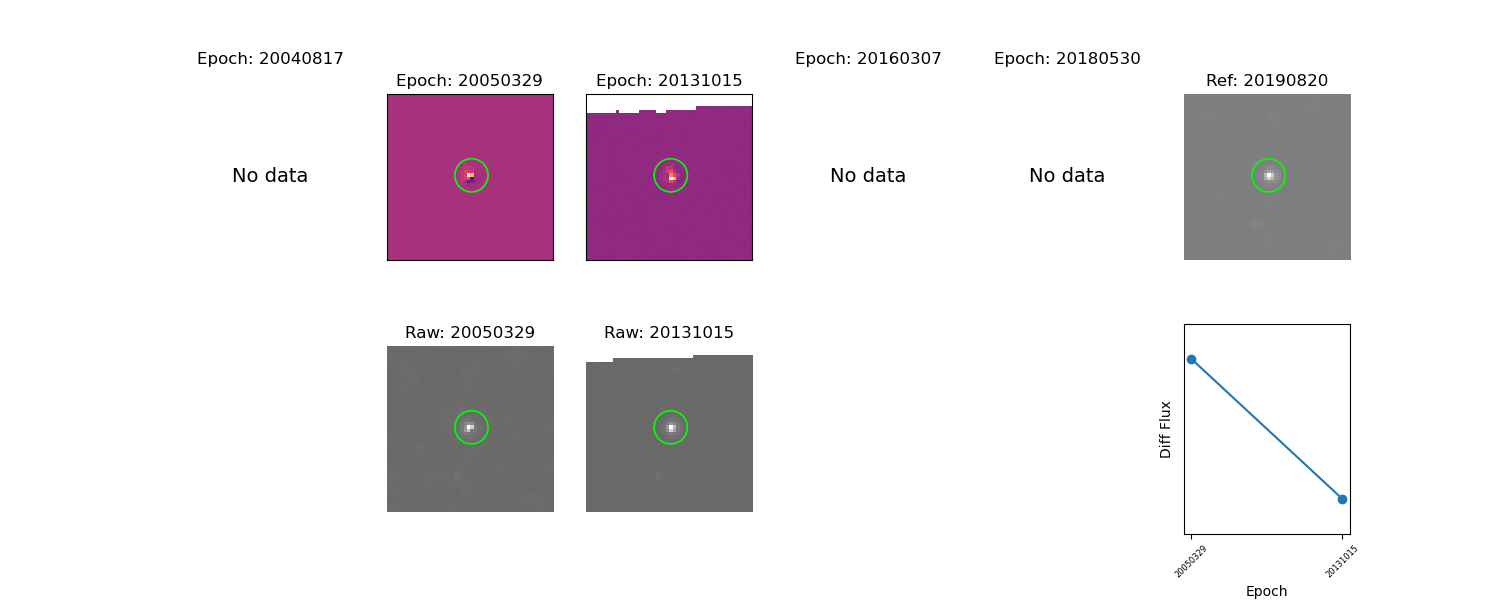 Epoch: 20040817
Epoch: 20050329
Epoch: 20131015
Epoch: 20160307
Epoch: 20180530
Ref: 20190820
No data
No data
No data
Raw: 20050329
Raw: 20131015
Diff Flux
20050329
20131015
Epoch